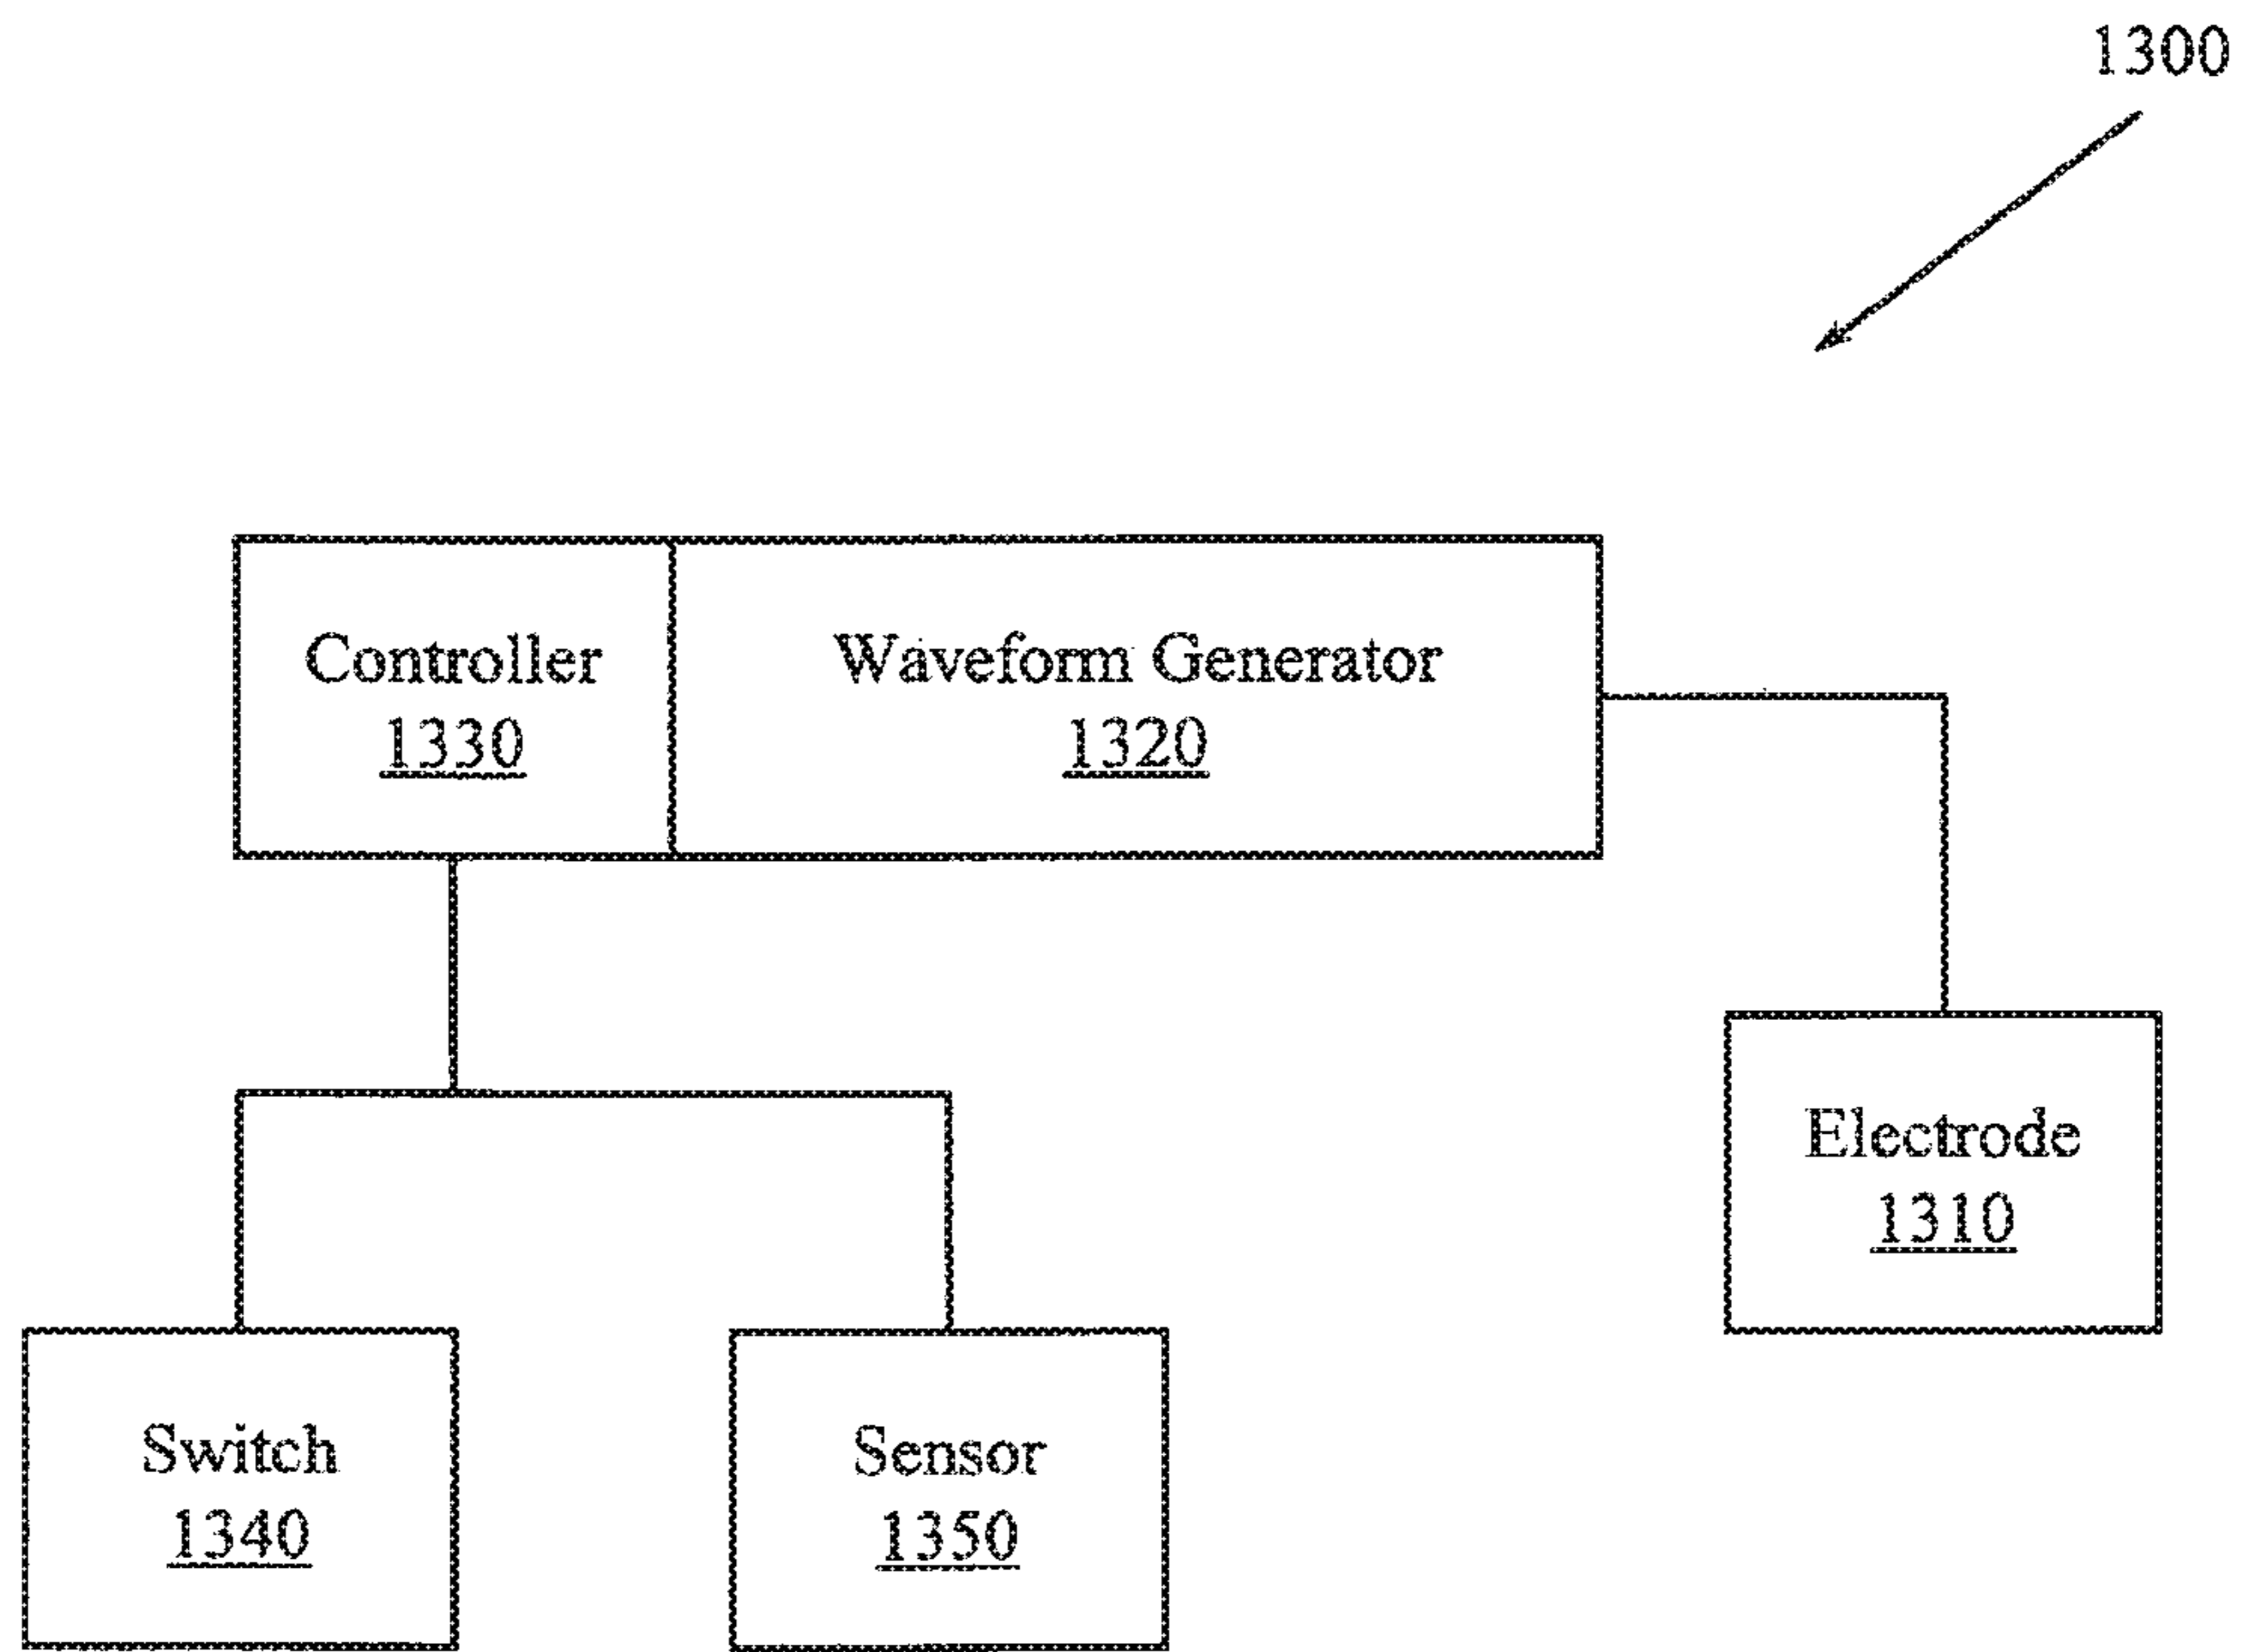 1300
Controller
1330
Waveform Generator
1320
Electrode
1310
Switch
1340
Sensor
1350